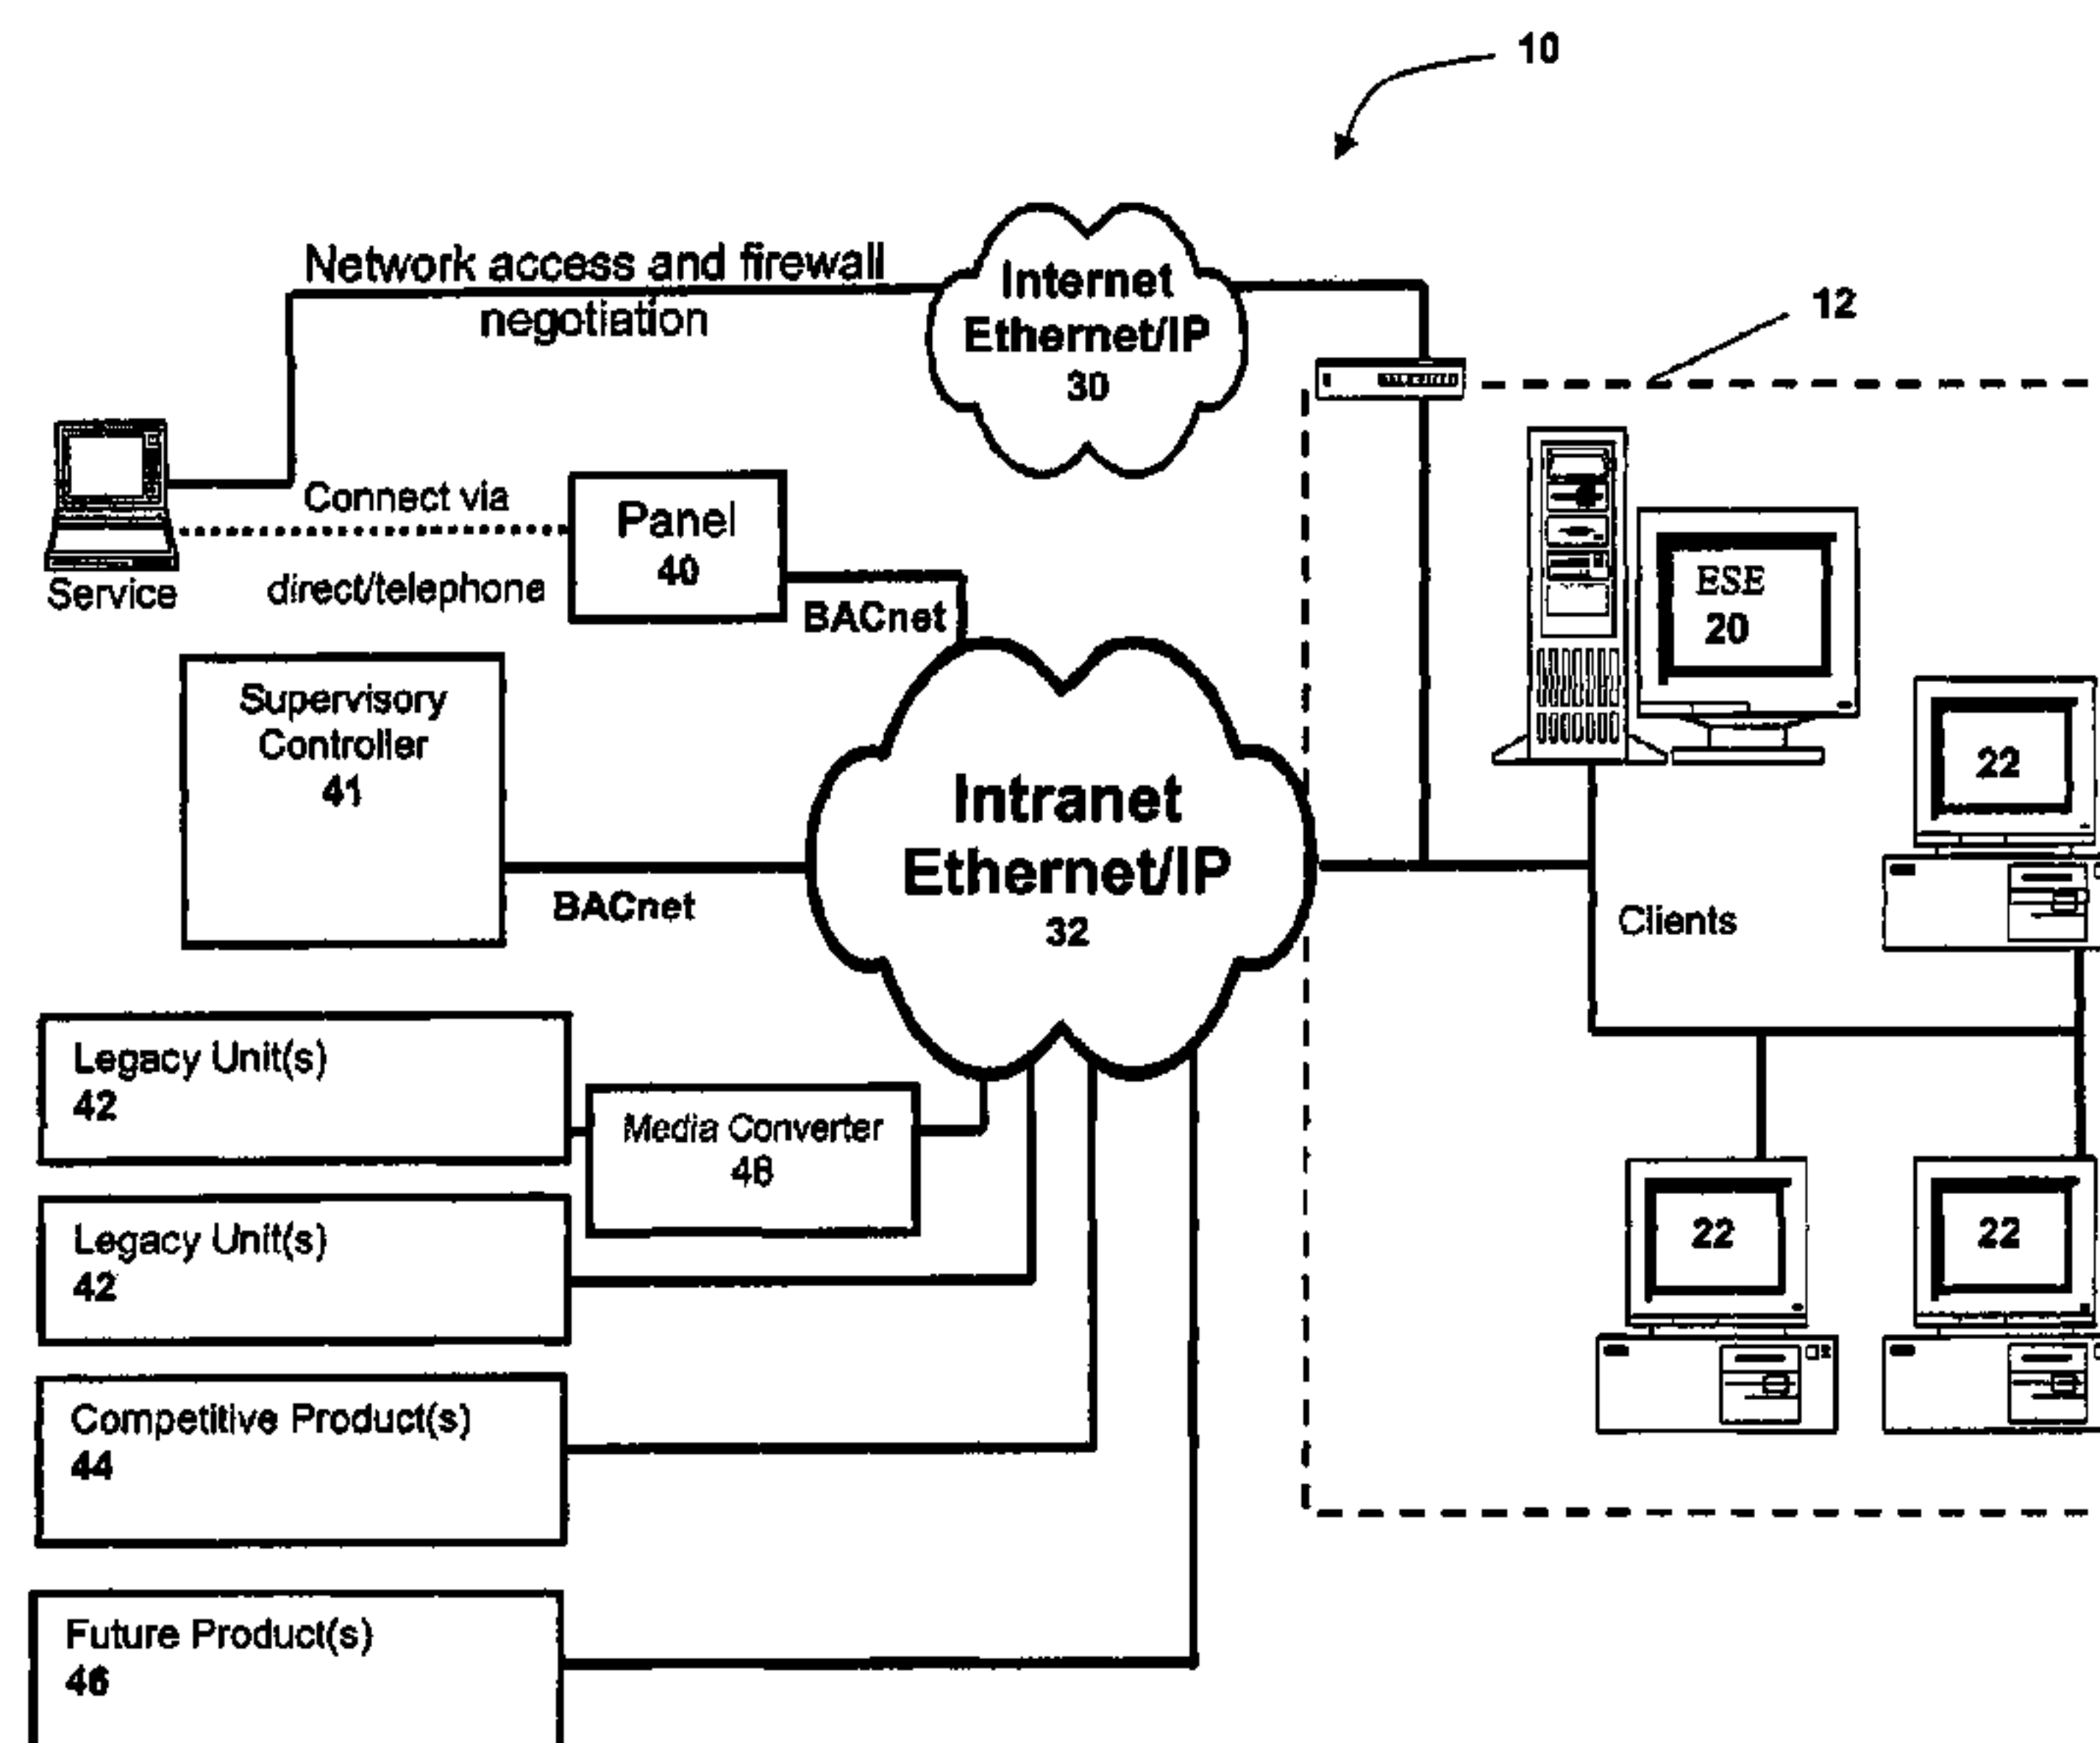 10
Network access and firewall
negotiation
Internet
Ethernet/IP
30
12
Connect via
direct/telephone
Service
Panel
40
BACnet
ESE
20
Supervisory
Controller
41
BACnet
Intranet
Ethernet/IP
32
22
Clients
Legacy Unit(s)
42
Media Converter
48
Legacy Unit(s)
42
22
22
Competitive Product(s)
44
Future Product(s)
46